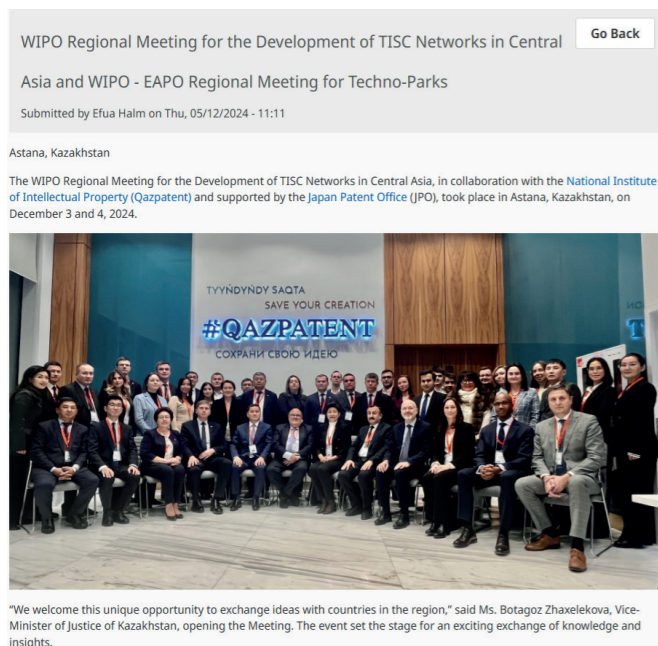 Go Back
WIPO Regional Meeting for the Development of TISC Networks in Central
Asia and WIPO - EAPO Regional Meeting for Techno-Parks
Submitted by Efua Halm on Thu, 05/12/2024 - 11:11
Astana, Kazakhstan
The WIPO Regional Meeting for the Development of TISC Networks in Central Asia, in collaboration with the National Institute
of Intellectual Property (Qazpatent) and supported by the Japan Patent Office (JPO), took place in Astana, Kazakhstan, on
December 3 and 4, 2024.
TYYŃDYŃDY SAQTA
SAVE YOUR CREATION
#QAZPATENT
СОХРАНИ СВОЮ ИДЕЮ
“We welcome this unique opportunity to exchange ideas with countries in the region,” said Ms. Botagoz Zhaxelekova, Vice-
Minister of Justice of Kazakhstan, opening the Meeting. The event set the stage for an exciting exchange of knowledge and
insights.